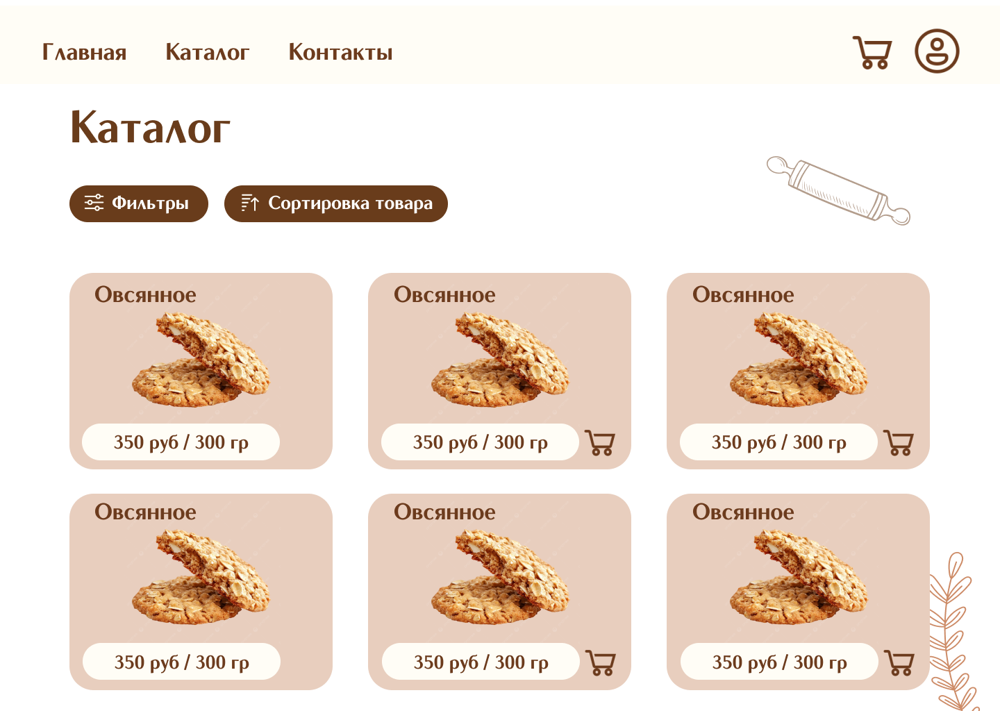 Главная Каталог Контакты
Каталог
Фильтры Сортировка товара
Овсянное Овсянное Овсянное
350 руб / 300 гр 350 руб / 300 гр 350 руб / 300 гр
Овсянное Овсянное Овсянное
350 руб / 300 гр 350 руб / 300 гр 350 руб / 300 гр